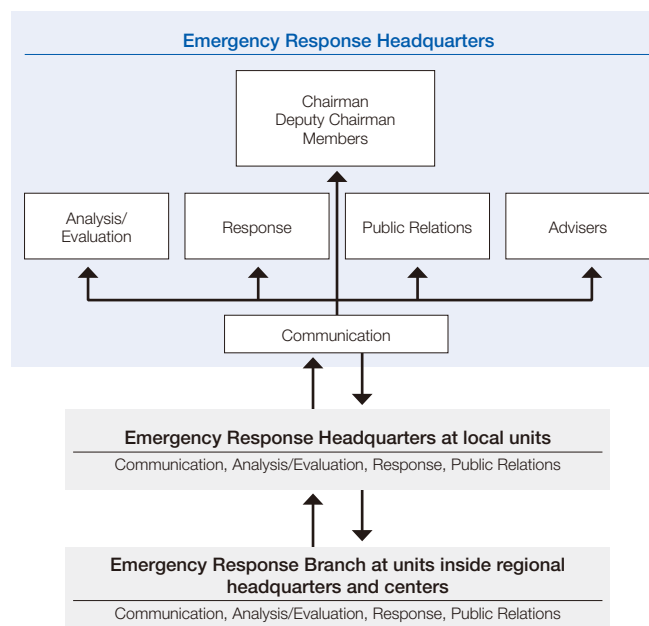 Emergency Response Headquarters
Chairman
Deputy Chairman
Members
Analysis/
Evaluation
Response
Public Relations
Advisers
Communication
Emergency Response Headquarters at local units
Communication, Analysis/Evaluation, Response, Public Relations
Emergency Response Branch at units inside regional
headquarters and centers
Communication, Analysis/Evaluation, Response, Public Relations